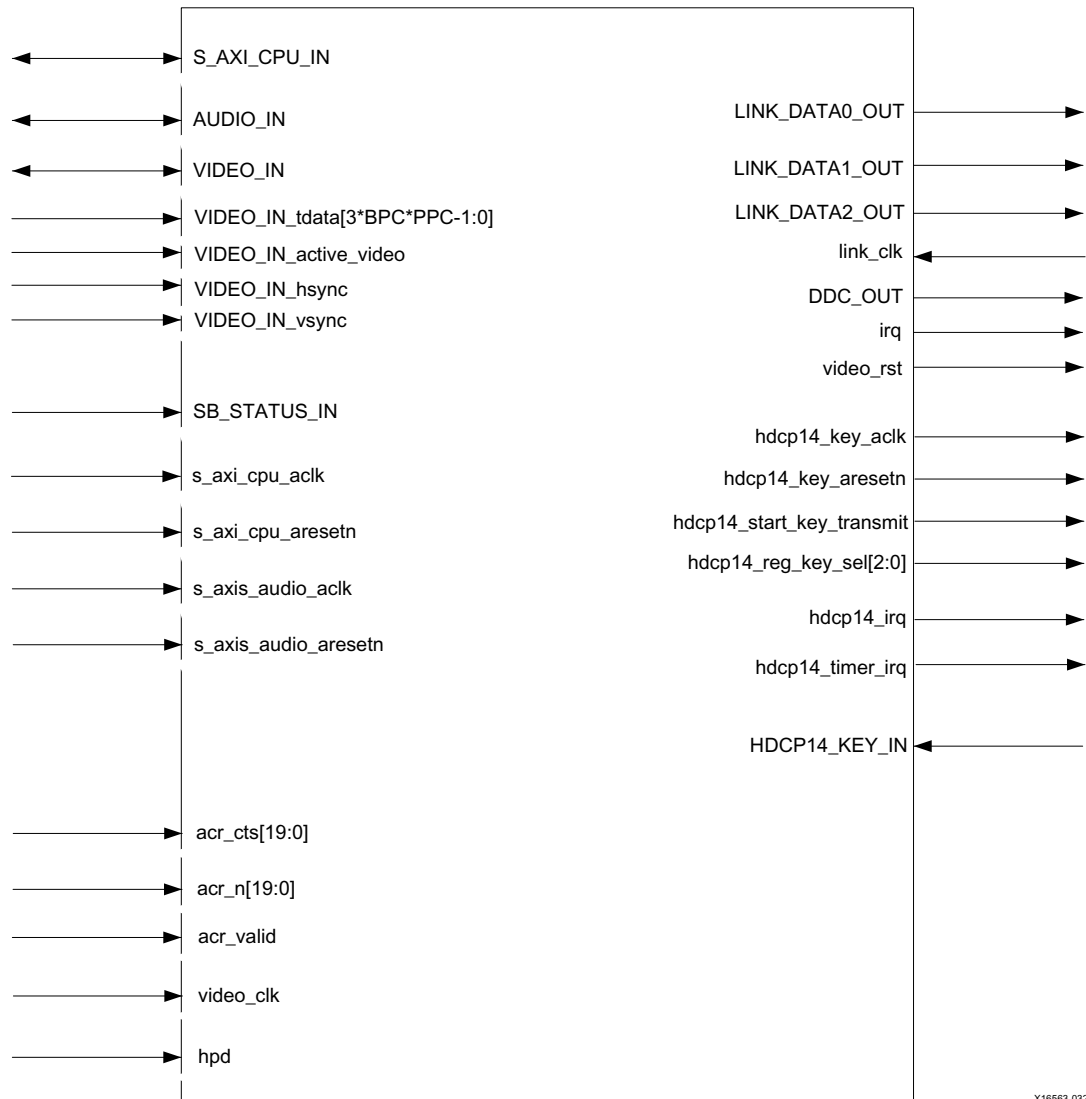 S_AXI_CPU_IN
AUDIO_IN
VIDEO_IN
VIDEO_IN_tdata[3*BPC*PPC-1:0]
VIDEO_IN_active_video
VIDEO_IN_hsync
VIDEO_IN_vsync
SB_STATUS_IN
s_axi_cpu_aclk
s_axi_cpu_aresetn
s_axis_audio_aclk
s_axis_audio_aresetn
acr_cts[19:0]
acr_n[19:0]
acr_valid
video_clk
hpd
LINK_DATA0_OUT
LINK_DATA1_OUT
LINK_DATA2_OUT
link_clk
DDC_OUT
irq
video_rst
hdcp14_key_aclk
hdcp14_key_aresetn
hdcp14_start_key_transmit
hdcp14_reg_key_sel[2:0]
hdcp14_irq
hdcp14_timer_irq
HDCP14_KEY_IN